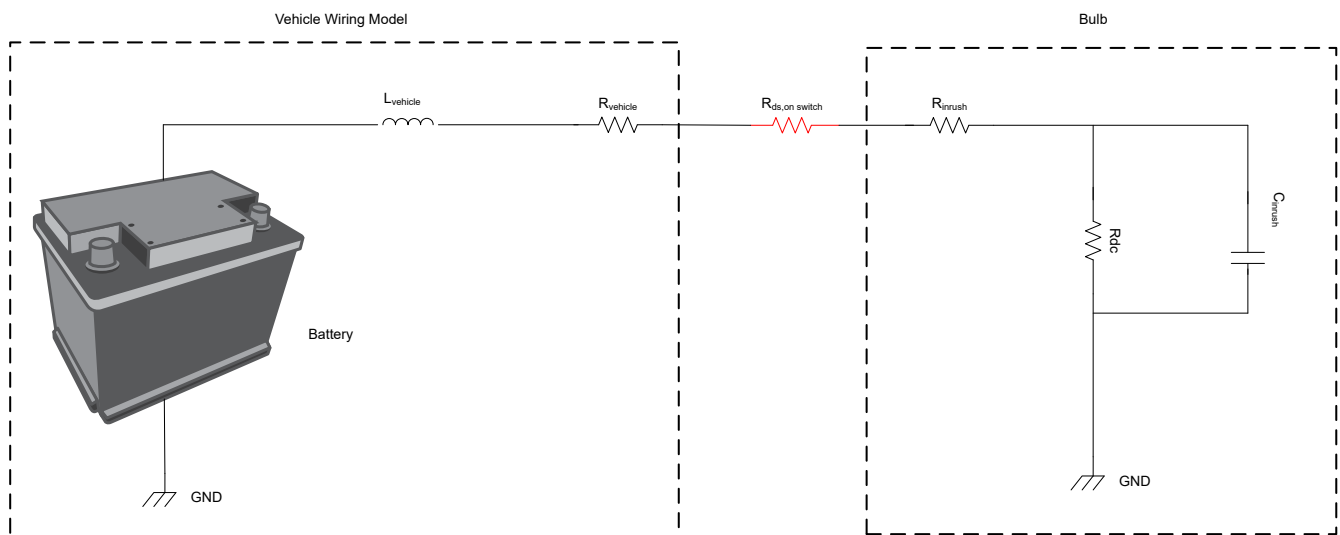 Vehicle Wiring Model
Bulb
Lvehicle
Rvehicle
Rds,on switch
Rinrush
Cinrush
Rdc
Battery
GND
GND